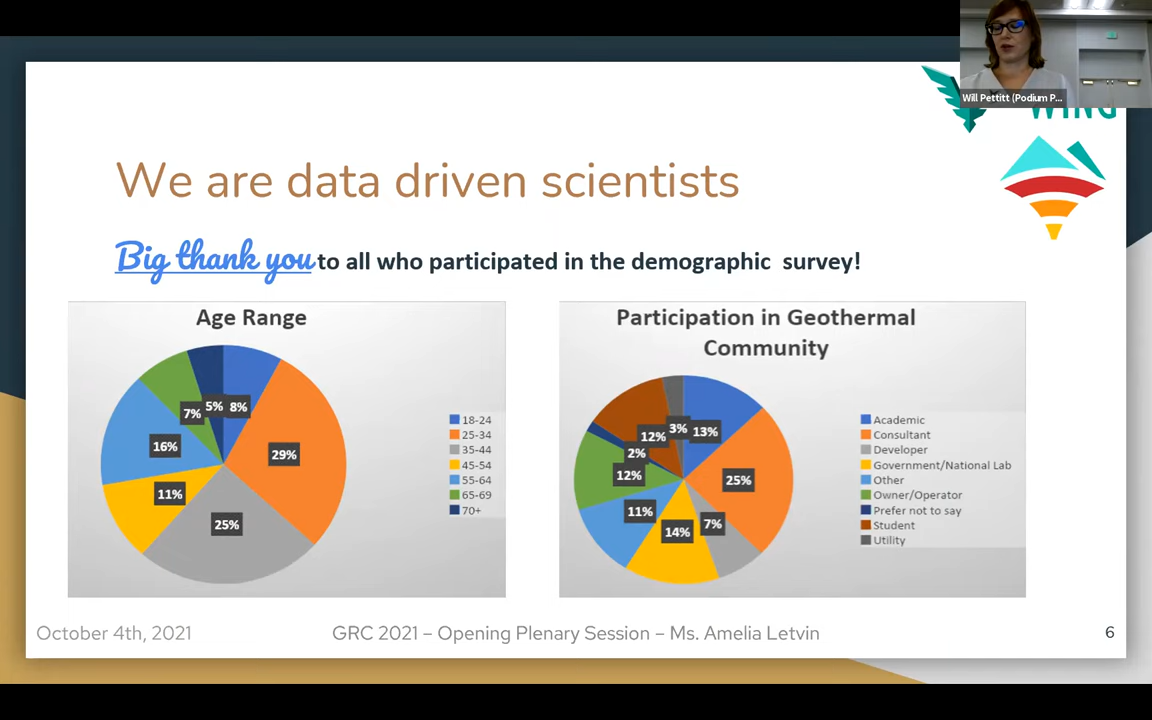 Will Pettitt (Podium P...
WING
We are data driven scientists
Big thank you to all who participated in the demographic survey!
Age Range
5%
8%
7%
16%
29%
11%
25%
18-24
25-34
35-44
45-54
55-64
65-69
70+
Participation in Geothermal
Community
3%
13%
12%
2%
12%
25%
11%
14%
7%
Academic
Consultant
Developer
Government/National Lab
Other
Owner/Operator
Prefer not to say
Student
Utility
October 4th, 2021
GRC 2021 – Opening Plenary Session – Ms. Amelia Letvin
6